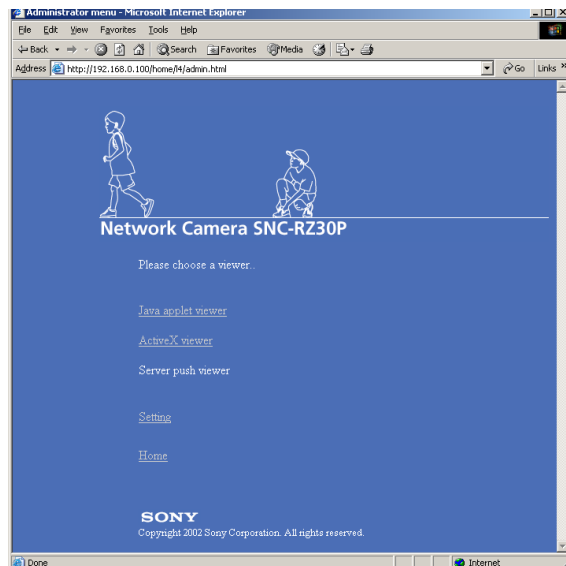 Administrator menu - Microsoft Internet Explorer
File Edit View Favorites Tools Help
Back Search Favorites Media
Address http://192.168.0.100/home/l4/admin.html Go Links »
Network Camera SNC-RZ30P
Please choose a viewer..
Java applet viewer
ActiveX viewer
Server push viewer
Setting
Home
SONY
Copyright 2002 Sony Corporation. All rights reserved.
Done Internet